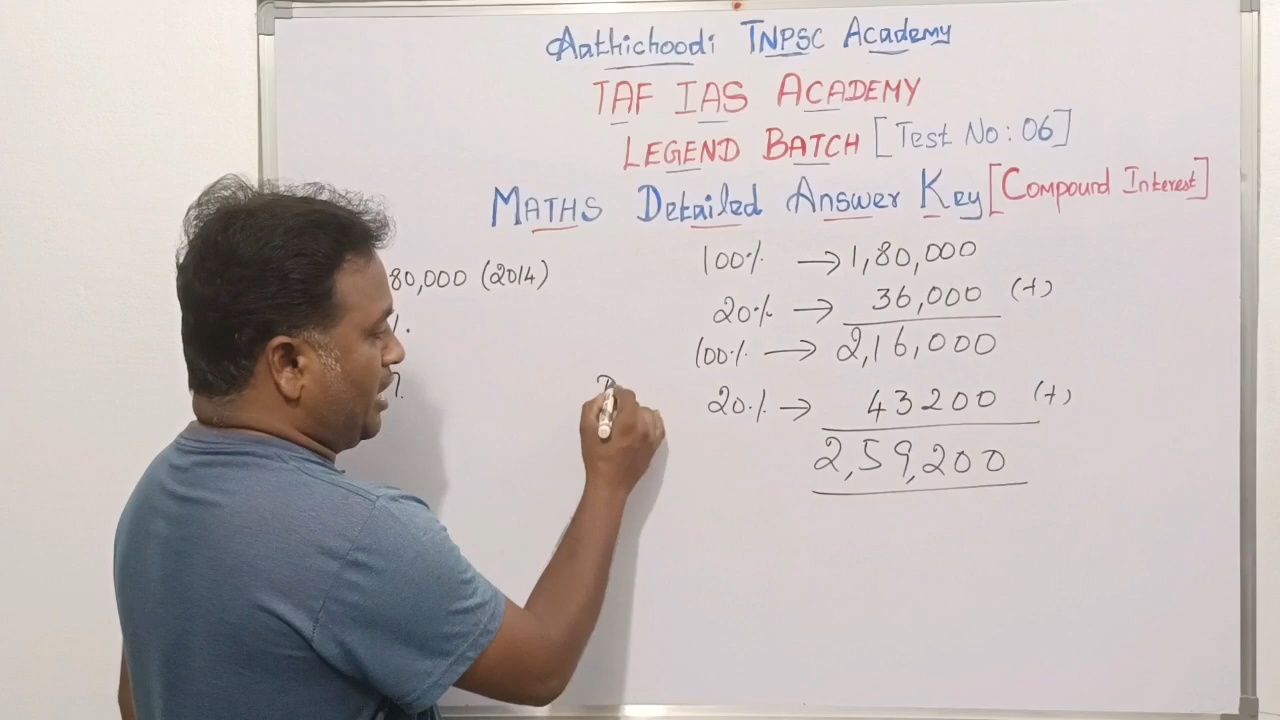 Aathichoodi TNPSC Academy
TAF IAS ACADEMY
LEGEND BATCH [Test No: 06]
MATHS Detailed Answer Key [Compound Interest]
80,000 (2014)
%.
?
100% → 1,80,000
20% → 36,000 (+)
100% → 2,16,000
20% → 43200 (+)
2,59,200